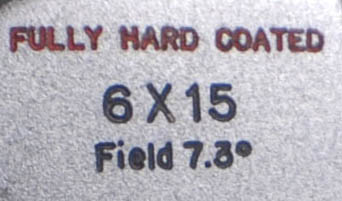 FULLY HARD COATED
6 X 15
Field 7.3°